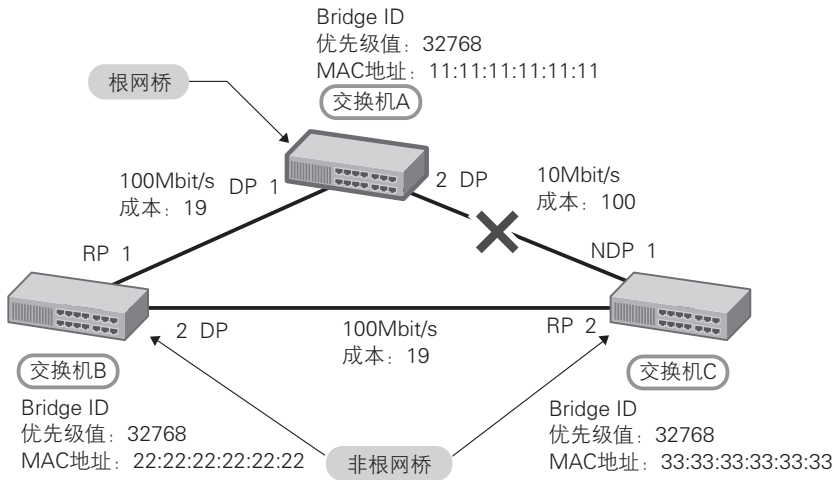 Bridge ID
优先级值：32768
MAC地址：11:11:11:11:11:11
根网桥
交换机A
100Mbit/s
成本：19
DP 1
2 DP
10Mbit/s
成本：100
RP 1
NDP 1
2 DP
100Mbit/s
成本：19
RP 2
交换机B
交换机C
Bridge ID
优先级值：32768
MAC地址：22:22:22:22:22:22
非根网桥
Bridge ID
优先级值：32768
MAC地址：33:33:33:33:33:33